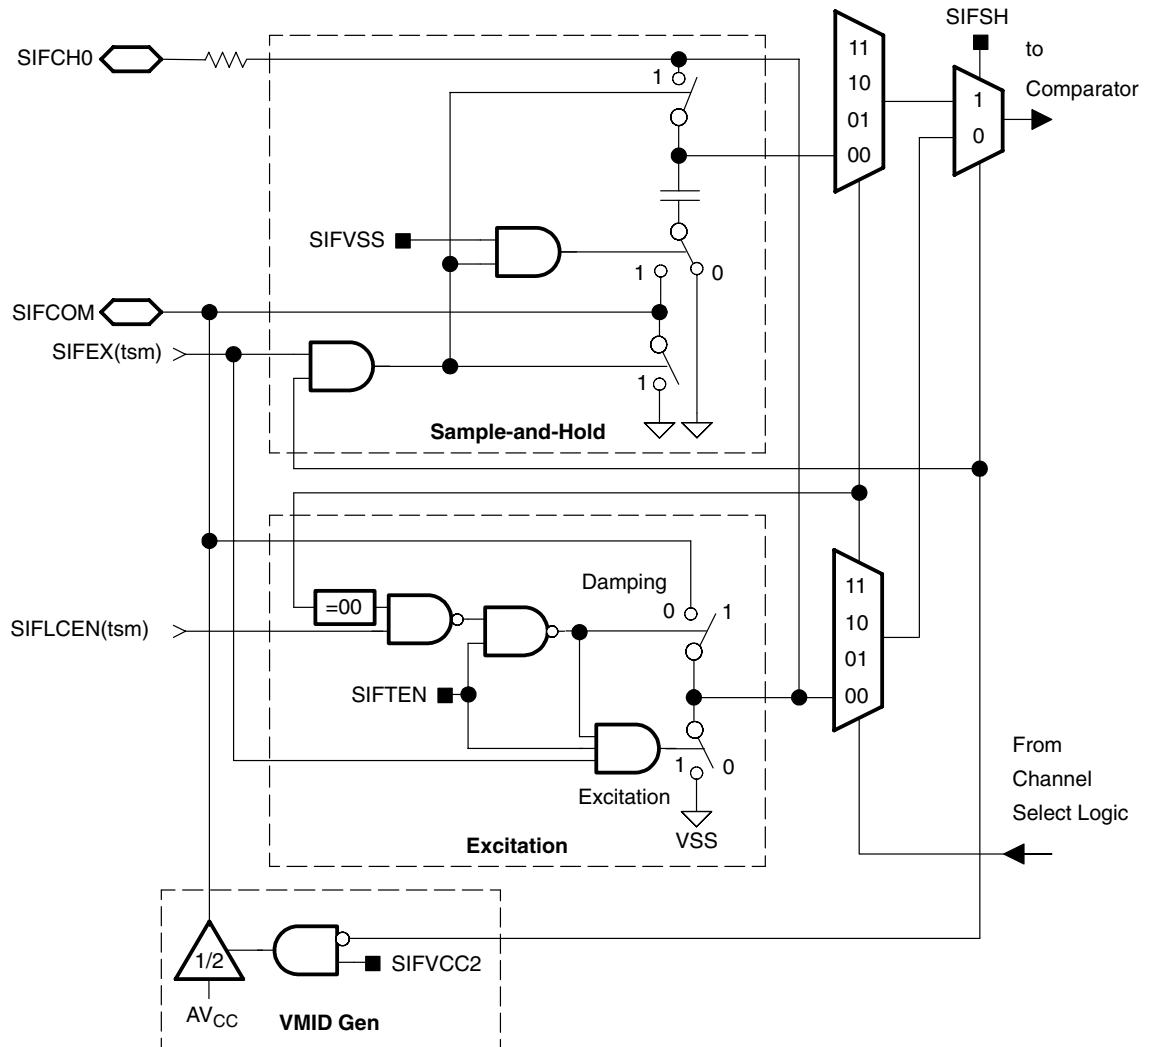 SIFCH0
1
11
10
01
00
SIFSH
to
Comparator
1
0
SIFVSS
1
0
SIFCOM
SIFEX(tsm)
1
Sample-and-Hold
Damping
0
1
=00
SIFLCEN(tsm)
SIFTEN
11
10
01
00
1
0
Excitation
VSS
Excitation
From
Channel
Select Logic
1/2
SIFVCC2
AVCC
VMID Gen